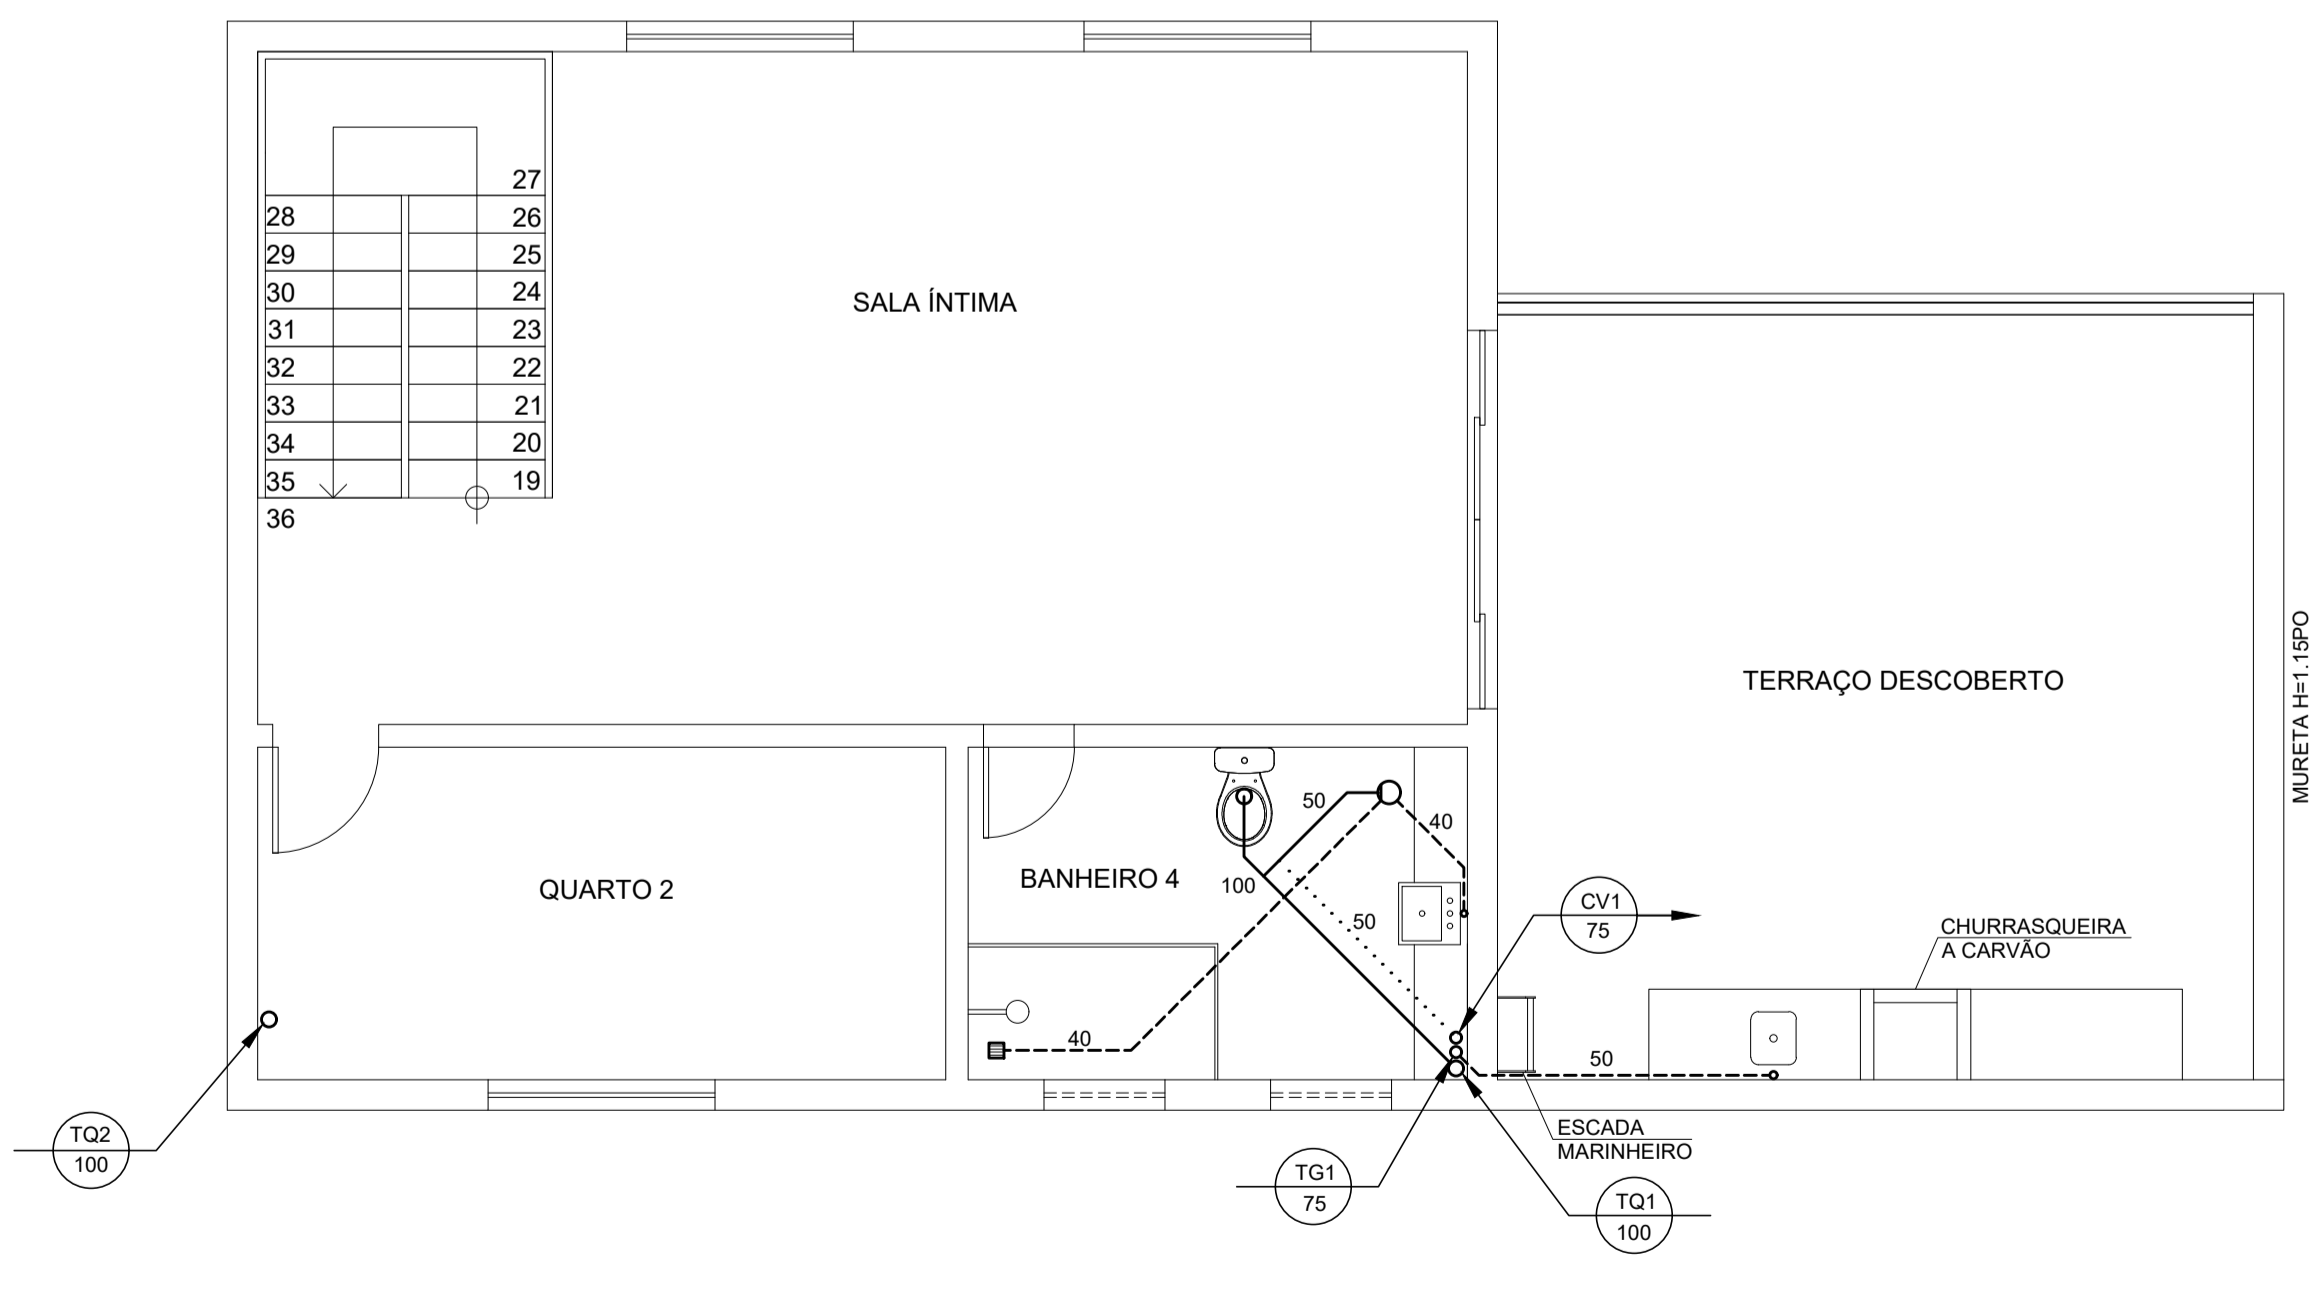 27
28
26
29
25
30
24
31
23
32
22
33
21
34
20
35
19
36
SALA ÍNTIMA
TERRAÇO DESCOBERTO
MURETA H=1.15PO
QUARTO 2
BANHEIRO 4
50
40
100
50
40
CV1
75
CHURRASQUEIRA
A CARVÃO
50
TQ2
100
ESCADA
MARINHEIRO
TG1
75
TQ1
100